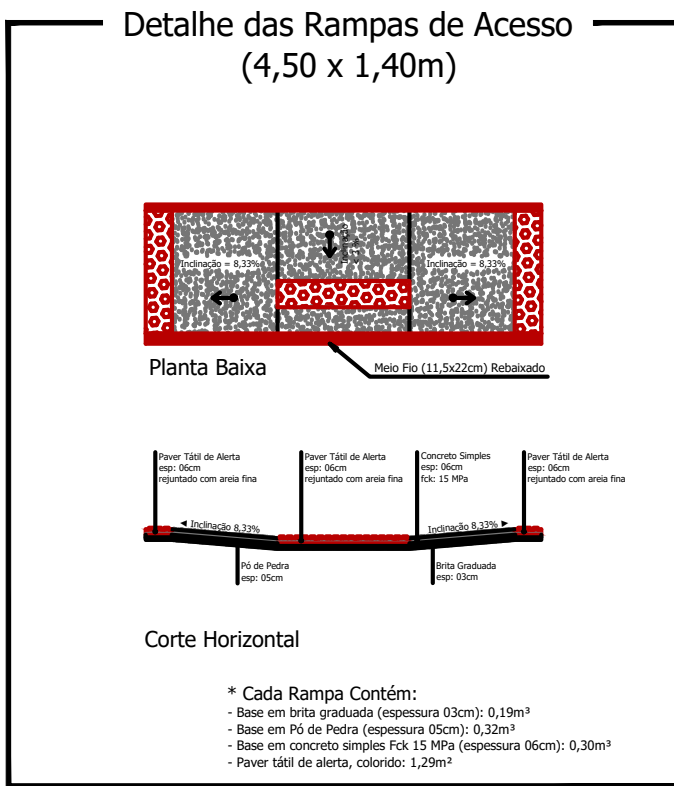 Detalhe das Rampas de Acesso
(4,50 x 1,40m)
Inclinação = 8,33%
Inclinação
Inclinação = 8,33%
Planta Baixa
Meio Fio (11,5x22cm) Rebaixado
Paver Tátil de Alerta
esp: 06cm
rejuntado com areia fina
Paver Tátil de Alerta
esp: 06cm
rejuntado com areia fina
Concreto Simples
esp: 06cm
fck: 15 MPa
Paver Tátil de Alerta
esp: 06cm
rejuntado com areia fina
Inclinação 8,33%
Inclinação 8,33%
Pó de Pedra
esp: 05cm
Brita Graduada
esp: 03cm
Corte Horizontal
* Cada Rampa Contém:
- Base em brita graduada (espessura 03cm): 0,19m³
- Base em Pó de Pedra (espessura 05cm): 0,32m³
- Base em concreto simples Fck 15 MPa (espessura 06cm): 0,30m³
- Paver tátil de alerta, colorido: 1,29m²